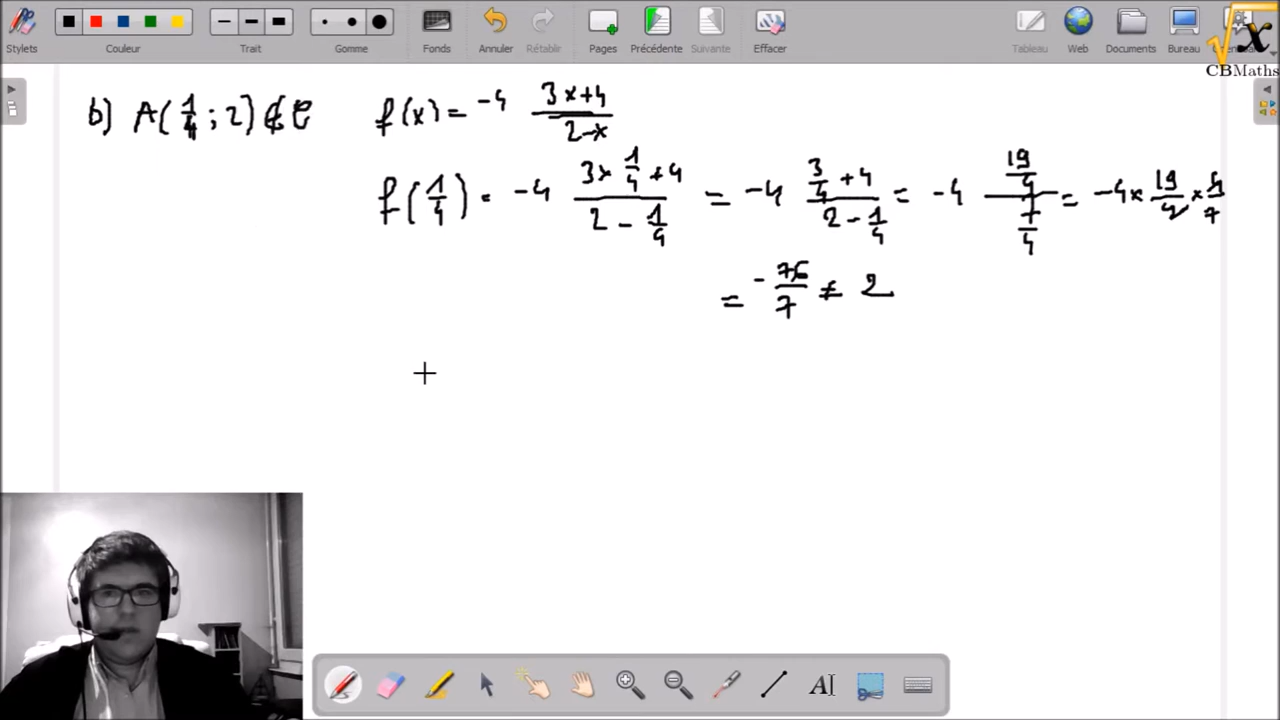 Stylets Couleur Trait Gomme Fonds Annuler Rétablir Pages Précédente Suivante Effacer Tableau Web Documents Bureau
√x
CBMaths
b) A(1/4 ; 2) ∉ C f(x) = -4 (3x+4)/(2-x)
f(1/4) = -4 (3× 1/4 +4)/(2 - 1/4) = -4 (3/4 +4)/(2 - 1/4) = -4 (19/4)/(7/4) = -4 × 19/4 × 4/7
= -76/7 ≠ 2
AI